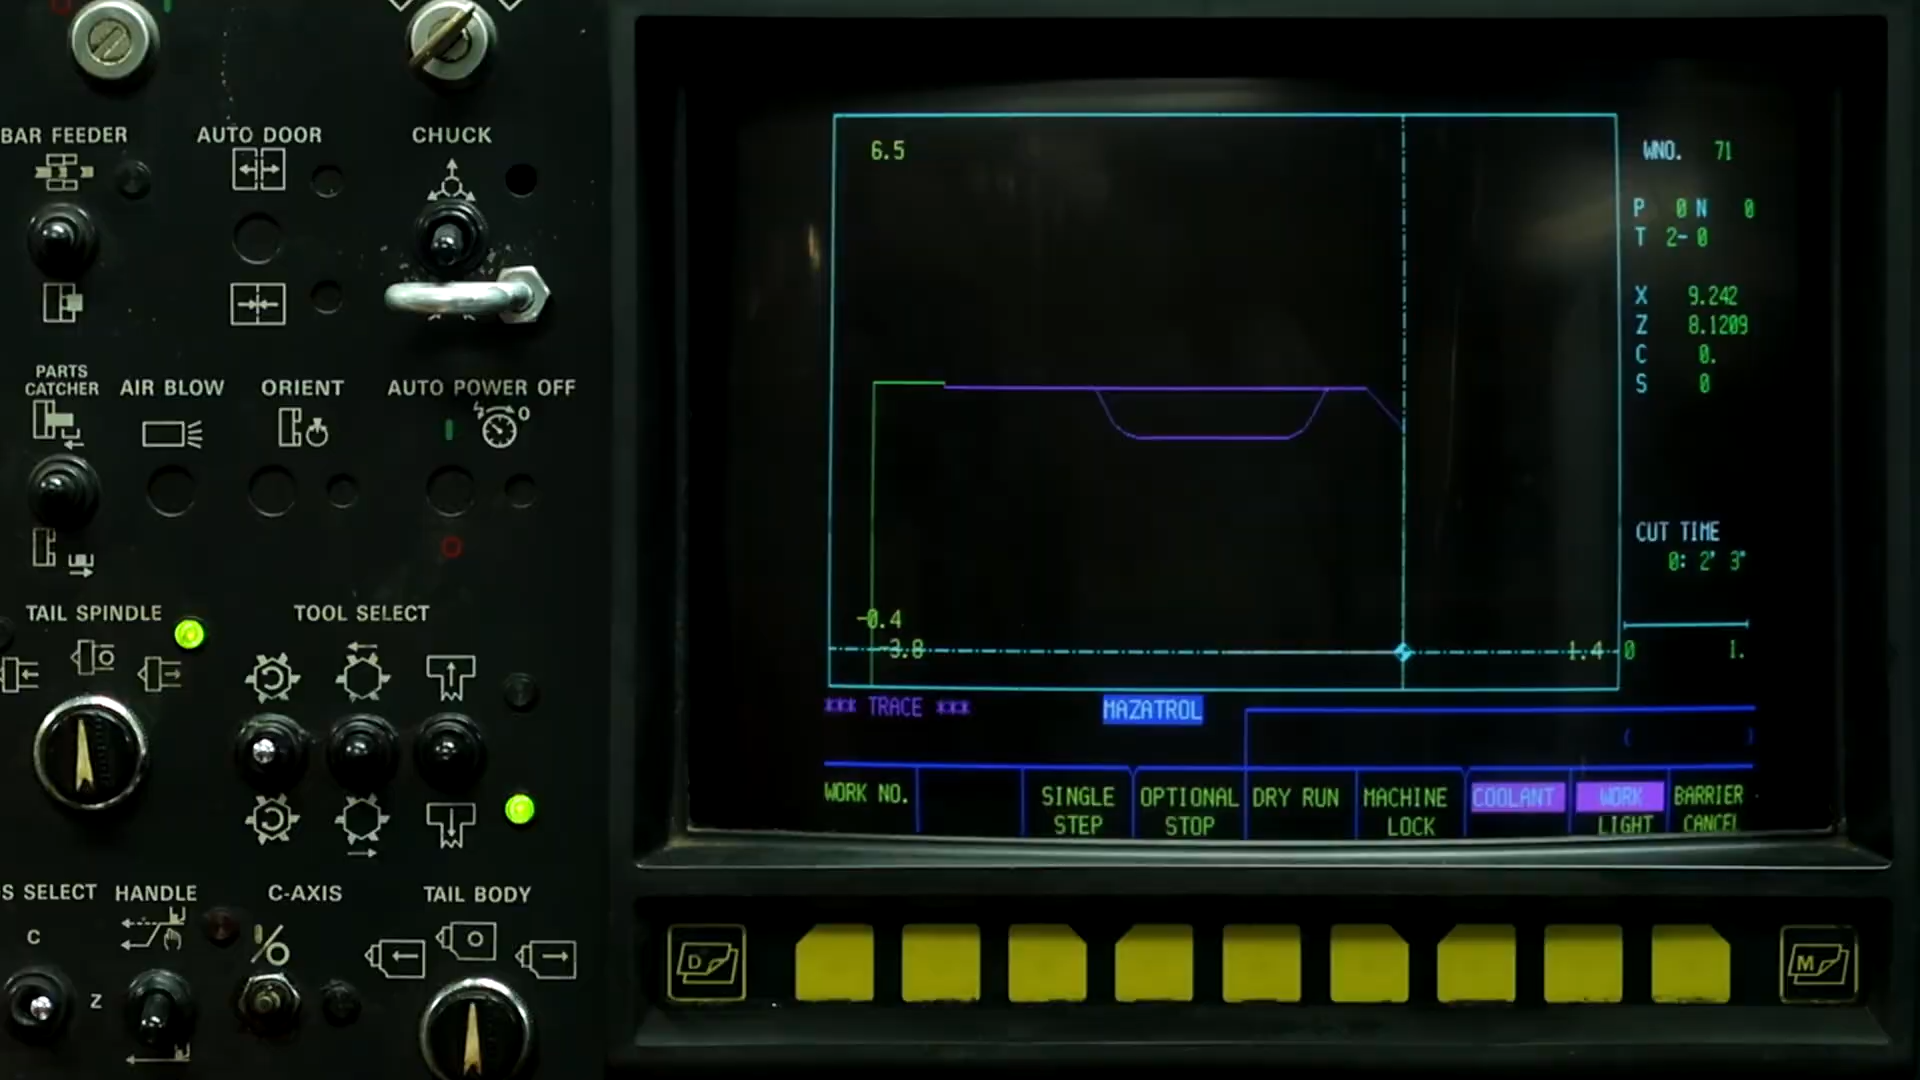 BAR FEEDER
AUTO DOOR
CHUCK
PARTS
CATCHER
AIR BLOW
ORIENT
AUTO POWER OFF
TAIL SPINDLE
TOOL SELECT
S SELECT
HANDLE
C-AXIS
TAIL BODY
C
Z
6.5
-0.4
-3.8
1.4
WNO. 71
P 0 N 0
T 2- 0
X 9.242
Z 8.1209
C 0.
S 0
CUT TIME
0: 2' 3"
0 1.
*** TRACE ***
MAZATROL
( )
WORK NO.
SINGLE
STEP
OPTIONAL
STOP
DRY RUN
MACHINE
LOCK
COOLANT
WORK
LIGHT
BARRIER
CANCEL
D
M